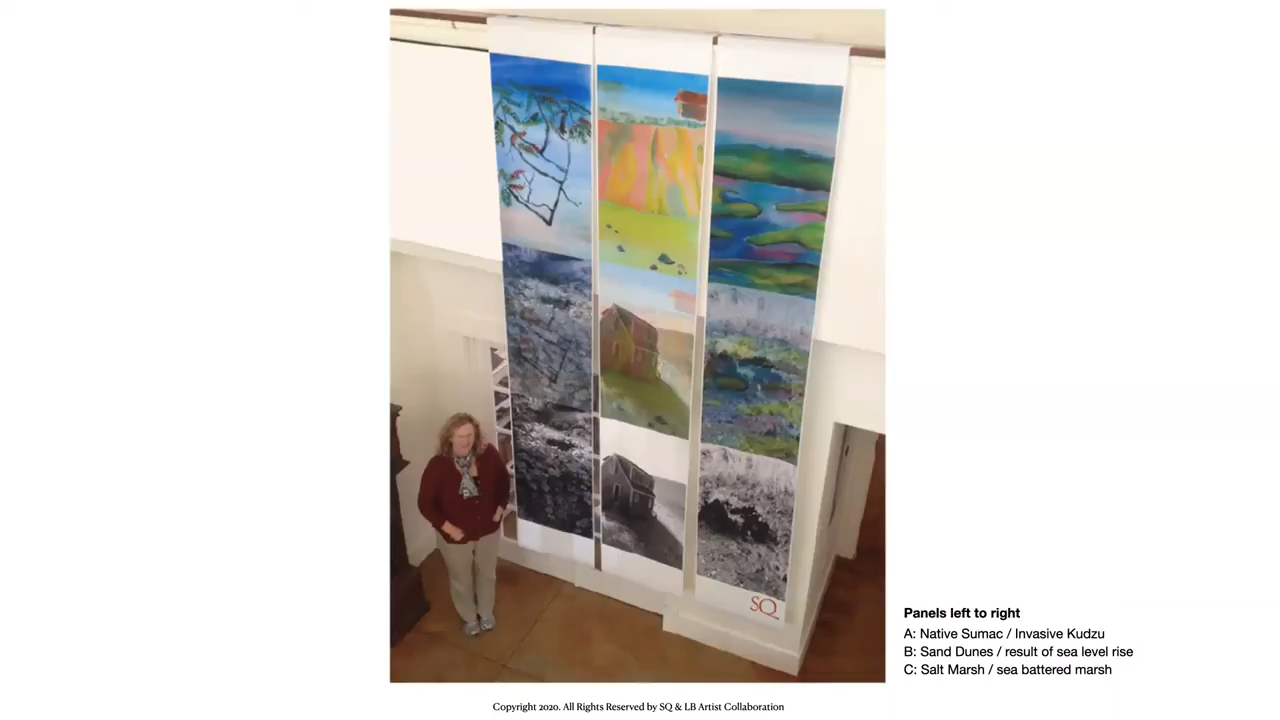 SQ
Panels left to right
A: Native Sumac / Invasive Kudzu
B: Sand Dunes / result of sea level rise
C: Salt Marsh / sea battered marsh
Copyright 2020. All Rights Reserved by SQ & LB Artist Collaboration